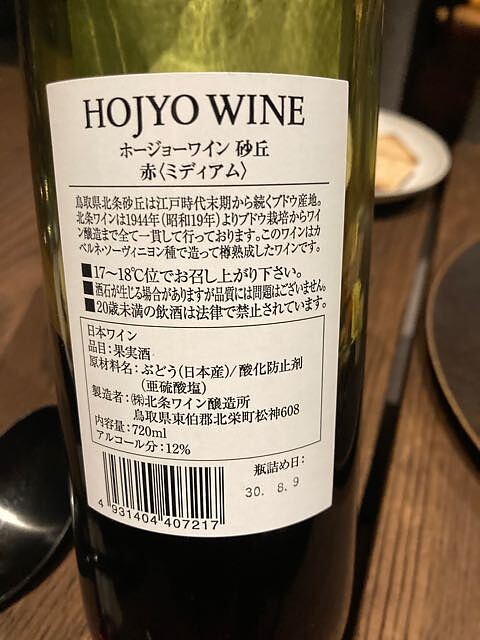 HOJYO WINE
ホージョーワイン 砂丘
赤〈ミディアム〉
鳥取県北条砂丘は江戸時代末期から続くブドウ産地。
北条ワインは1944年(昭和19年)よりブドウ栽培からワイ
ン醸造まで全て一貫して行っております。このワインはカ
ベルネ・ソーヴィニヨン種で造って樽熟成したワインです。
■17~18℃位でお召し上がり下さい。
■酒石が生じる場合がありますが品質には問題はございません。
■20歳未満の飲酒は法律で禁止されています。
日本ワイン
品目:果実酒
原材料名:ぶどう(日本産)/酸化防止剤
(亜硫酸塩)
製造者:㈱北条ワイン醸造所
鳥取県東伯郡北栄町松神608
内容量:720ml
アルコール分:12%
瓶詰め日:
30. 8. 9
4 931404 407217